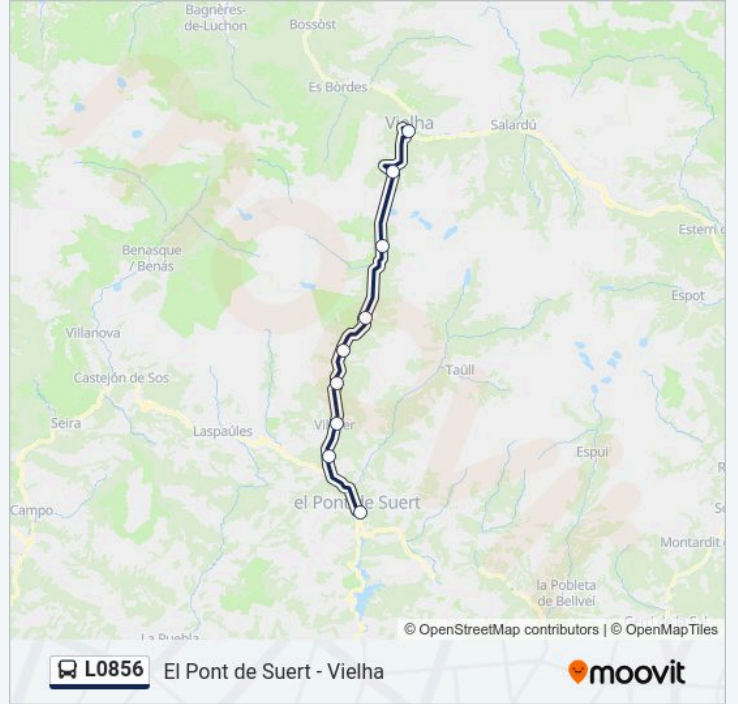 Bagnères-
de-Luchon
Bossòst
Es Bòrdes
Vielha
Salardú
Benasque
/ Benás
Esterri
Espot
Villanova
Castejón de Sos
Taüll
Seira
Laspaúles
Espui
el Pont de Suert
Campo
Montardit
la Pobleta
de Bellveí
© OpenStreetMap contributors | © OpenMapTiles
La Puebla
L0856
El Pont de Suert - Vielha
moovit